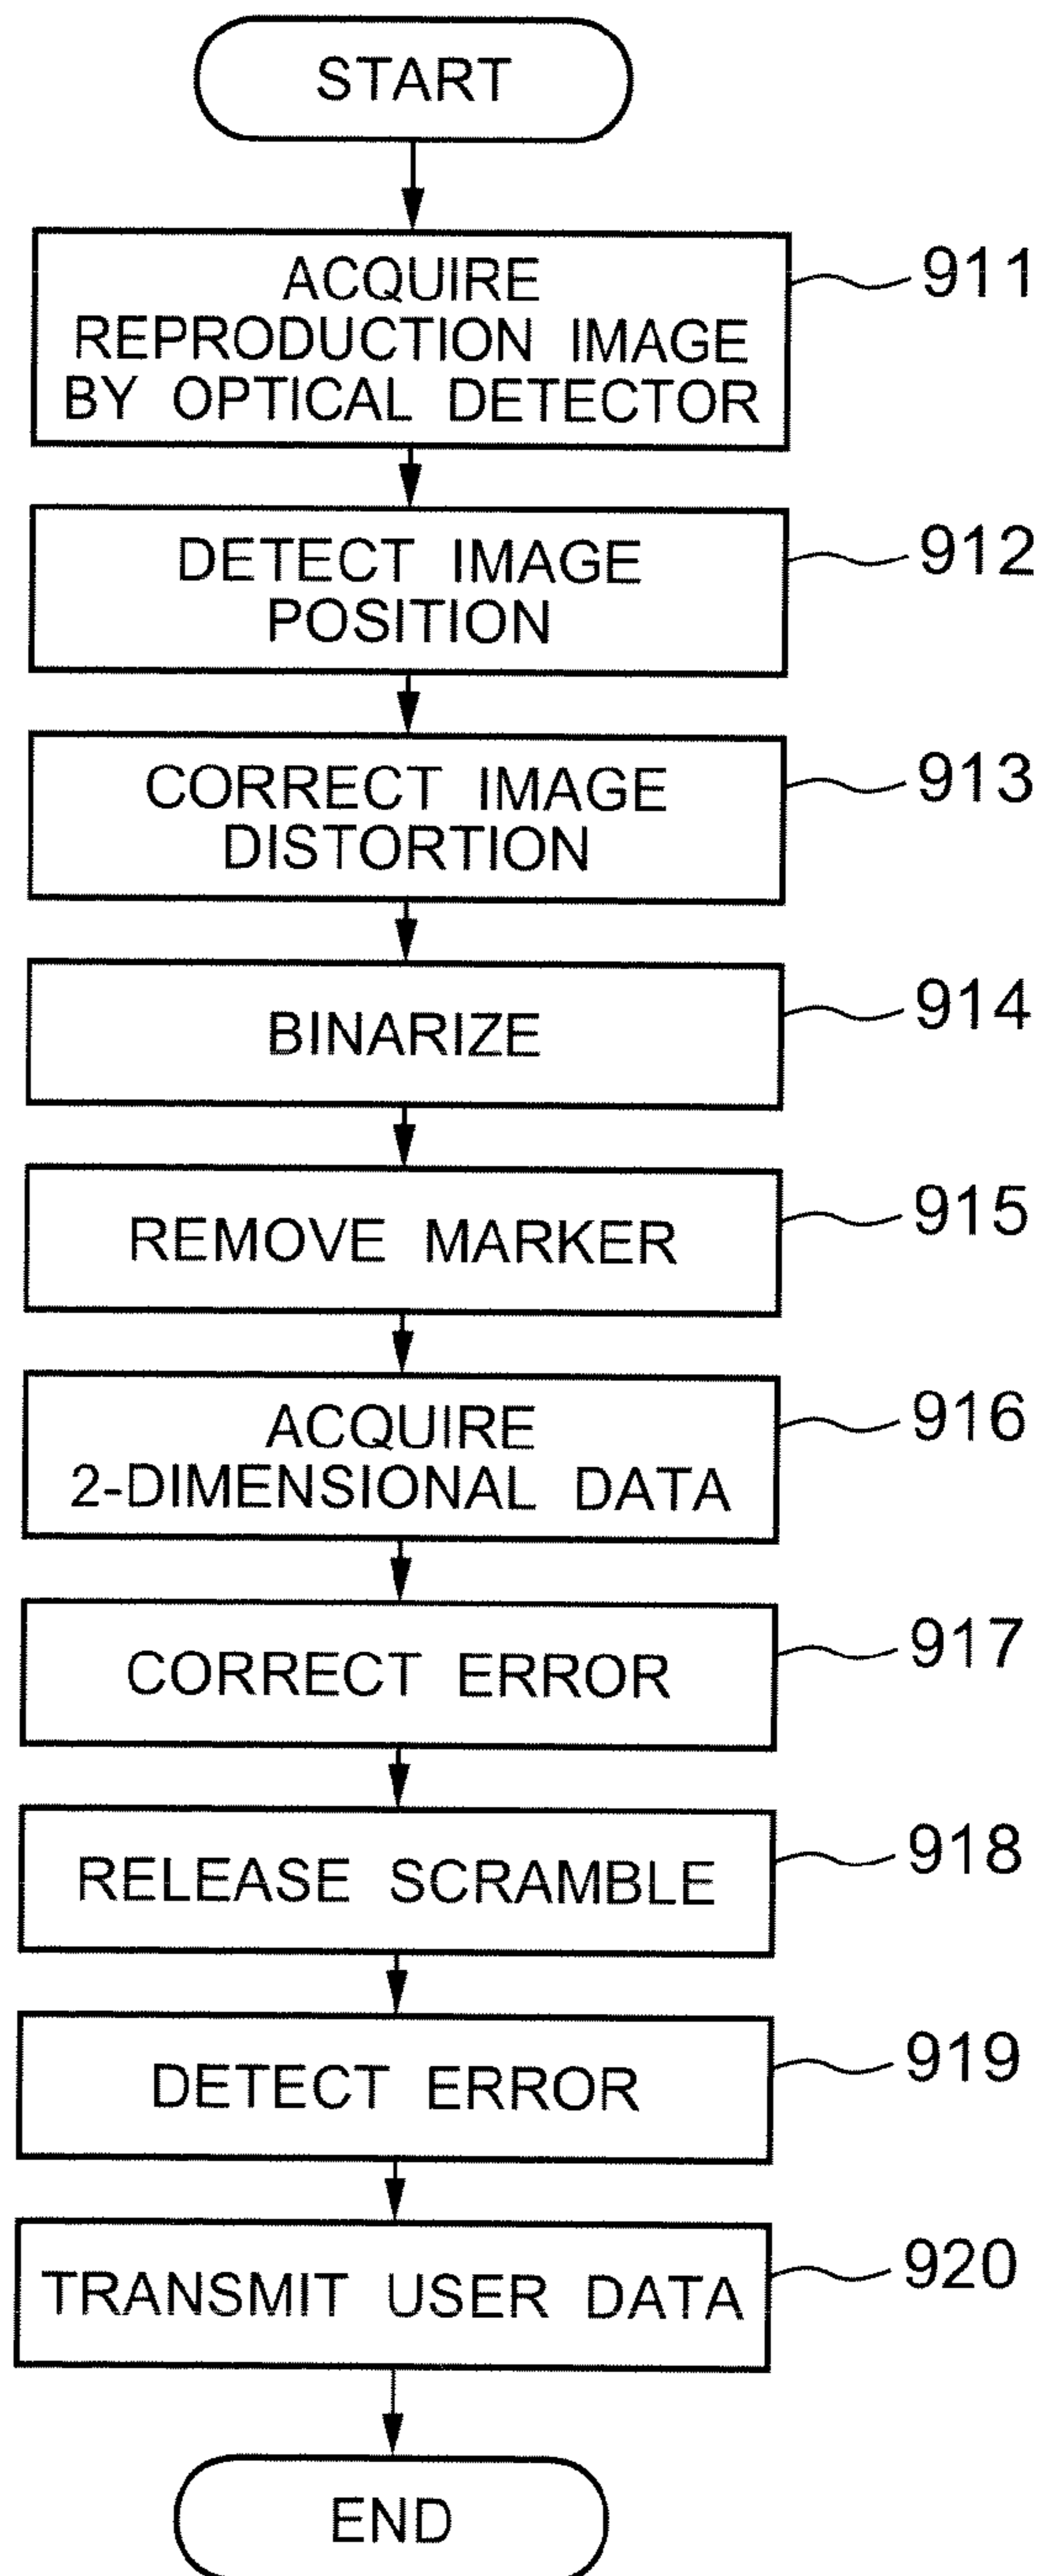 START
ACQUIRE
REPRODUCTION IMAGE
BY OPTICAL DETECTOR
911
DETECT IMAGE
POSITION
912
CORRECT IMAGE
DISTORTION
913
BINARIZE
914
REMOVE MARKER
915
ACQUIRE
2-DIMENSIONAL DATA
916
CORRECT ERROR
917
RELEASE SCRAMBLE
918
DETECT ERROR
919
TRANSMIT USER DATA
920
END